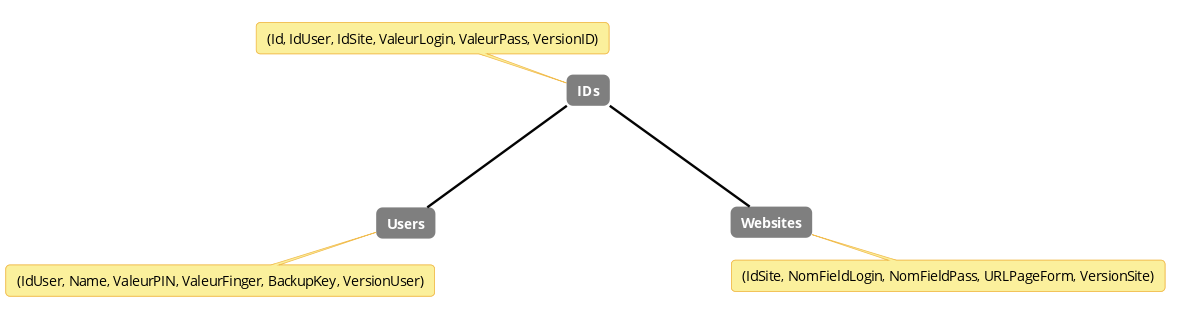 (Id, IdUser, IdSite, ValeurLogin, ValeurPass, VersionID)
IDs
Users
Websites
(IdUser, Name, ValeurPIN, ValeurFinger, BackupKey, VersionUser)
(IdSite, NomFieldLogin, NomFieldPass, URLPageForm, VersionSite)